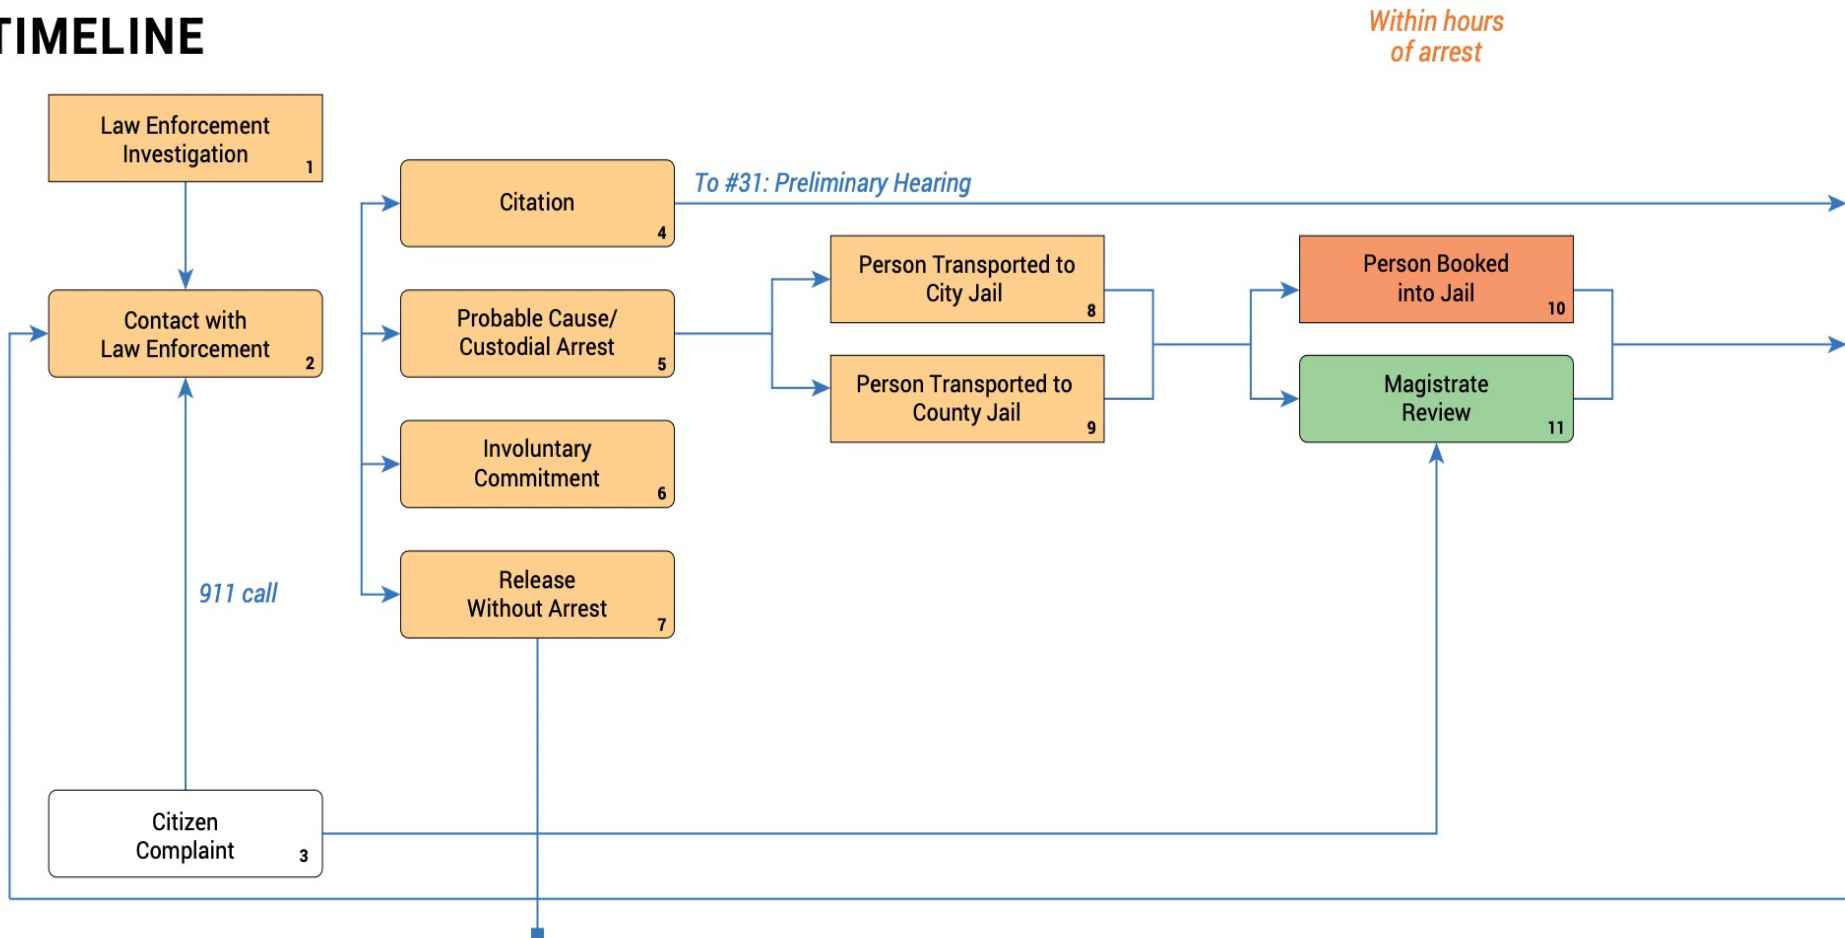 TIMELINE
Within hours
of arrest
Law Enforcement
Investigation
1
Contact with
Law Enforcement
2
911 call
Citizen
Complaint
3
Citation
4
To #31: Preliminary Hearing
Probable Cause/
Custodial Arrest
5
Involuntary
Commitment
6
Release
Without Arrest
7
Person Transported to
City Jail
8
Person Transported to
County Jail
9
Person Booked
into Jail
10
Magistrate
Review
11